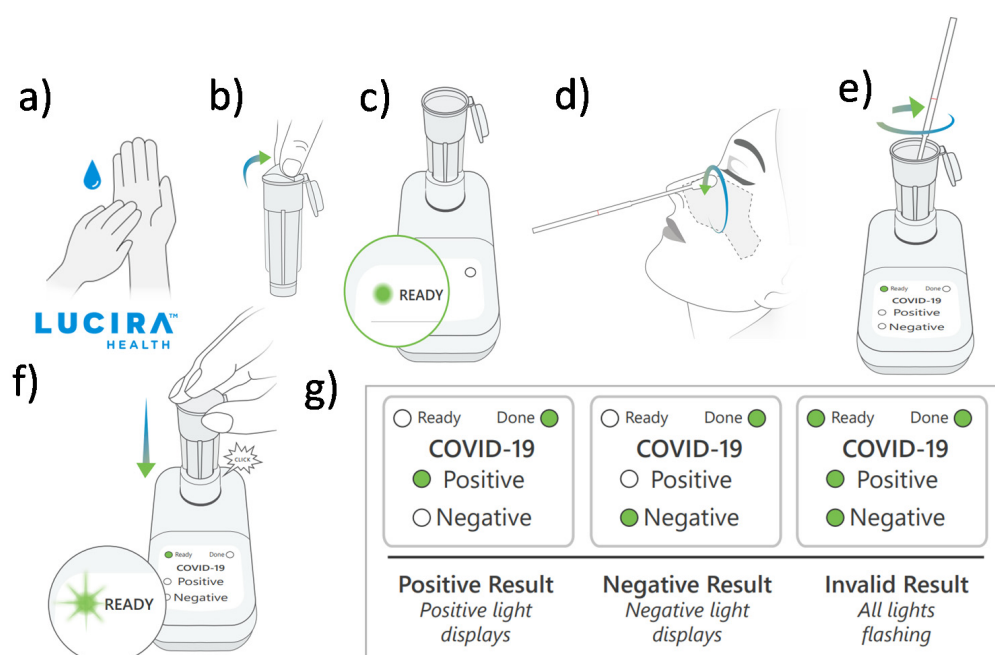 a)
b)
c)
d)
e)
READY
Ready Done
COVID-19
Positive
Negative
LUCIRA™
HEALTH
f)
CLICK
Ready Done
COVID-19
Positive
Negative
READY
g)
Ready Done
COVID-19
Positive
Negative
Positive Result
Positive light
displays
Ready Done
COVID-19
Positive
Negative
Negative Result
Negative light
displays
Ready Done
COVID-19
Positive
Negative
Invalid Result
All lights
flashing